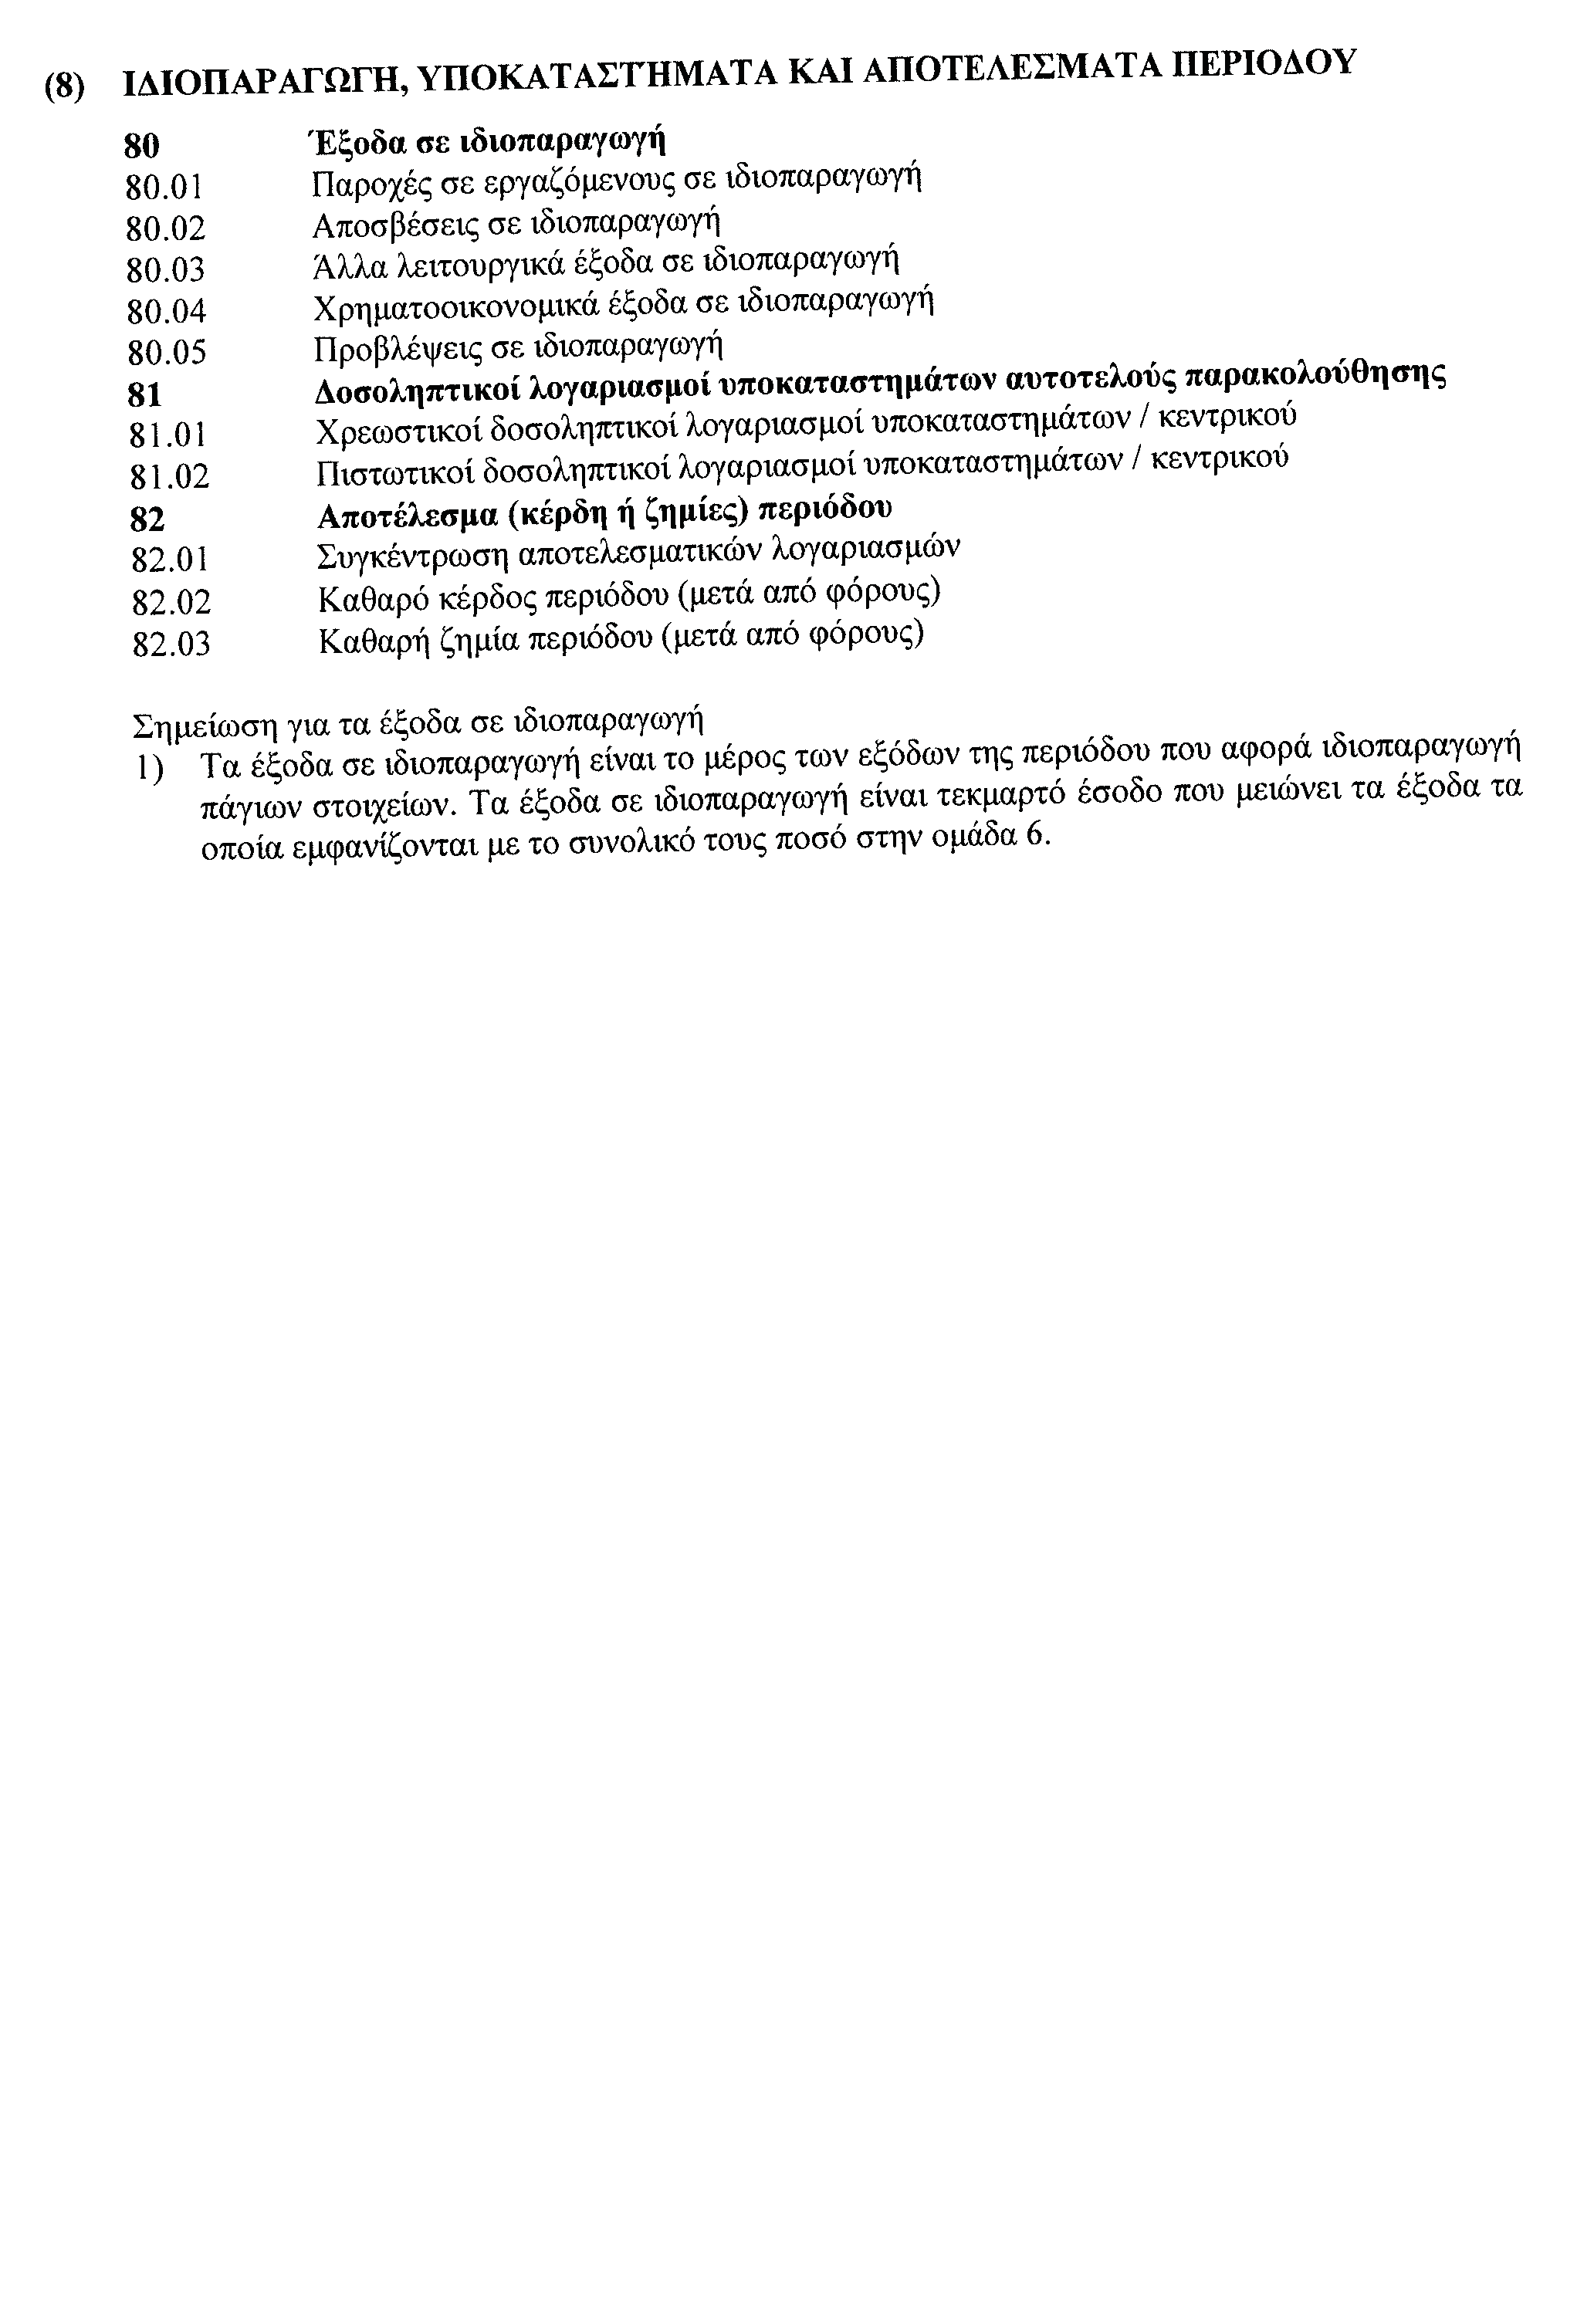 (8) ΙΔΙΟΠΑΡΑΓΩΓΗ, ΥΠΟΚΑΤΑΣΤΗΜΑΤΑ ΚΑΙ ΑΠΟΤΕΛΕΣΜΑΤΑ ΠΕΡΙΟΔΟΥ
80 Έξοδα σε ιδιοπαραγωγή
80.01 Παροχές σε εργαζόμενους σε ιδιοπαραγωγή
80.02 Αποσβέσεις σε ιδιοπαραγωγή
80.03 Άλλα λειτουργικά έξοδα σε ιδιοπαραγωγή
80.04 Χρηματοοικονομικά έξοδα σε ιδιοπαραγωγή
80.05 Προβλέψεις σε ιδιοπαραγωγή
81 Δοσοληπτικοί λογαριασμοί υποκαταστημάτων αυτοτελούς παρακολούθησης
81.01 Χρεωστικοί δοσοληπτικοί λογαριασμοί υποκαταστημάτων / κεντρικού
81.02 Πιστωτικοί δοσοληπτικοί λογαριασμοί υποκαταστημάτων / κεντρικού
82 Αποτέλεσμα (κέρδη ή ζημίες) περιόδου
82.01 Συγκέντρωση αποτελεσματικών λογαριασμών
82.02 Καθαρό κέρδος περιόδου (μετά από φόρους)
82.03 Καθαρή ζημία περιόδου (μετά από φόρους)
Σημείωση για τα έξοδα σε ιδιοπαραγωγή
1) Τα έξοδα σε ιδιοπαραγωγή είναι το μέρος των εξόδων της περιόδου που αφορά ιδιοπαραγωγή
πάγιων στοιχείων. Τα έξοδα σε ιδιοπαραγωγή είναι τεκμαρτό έσοδο που μειώνει τα έξοδα τα
οποία εμφανίζονται με το συνολικό τους ποσό στην ομάδα 6.